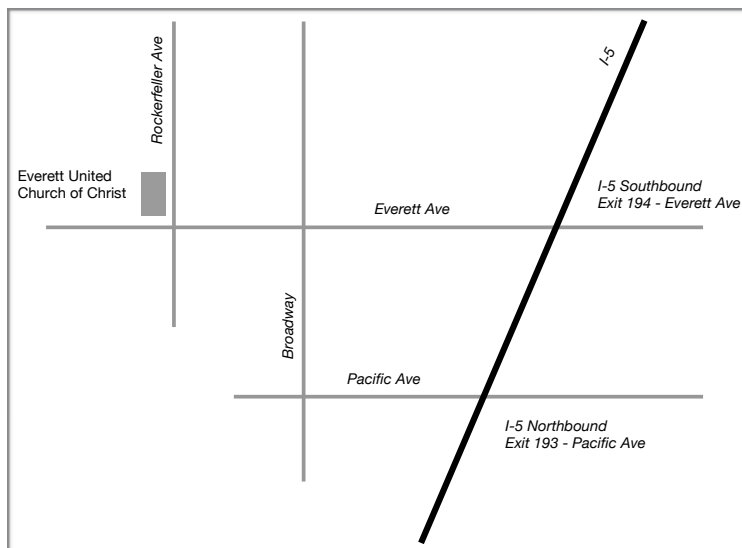 I-5
Rockerfeller Ave
Everett United
Church of Christ
I-5 Southbound
Exit 194 - Everett Ave
Everett Ave
Broadway
Pacific Ave
I-5 Northbound
Exit 193 - Pacific Ave